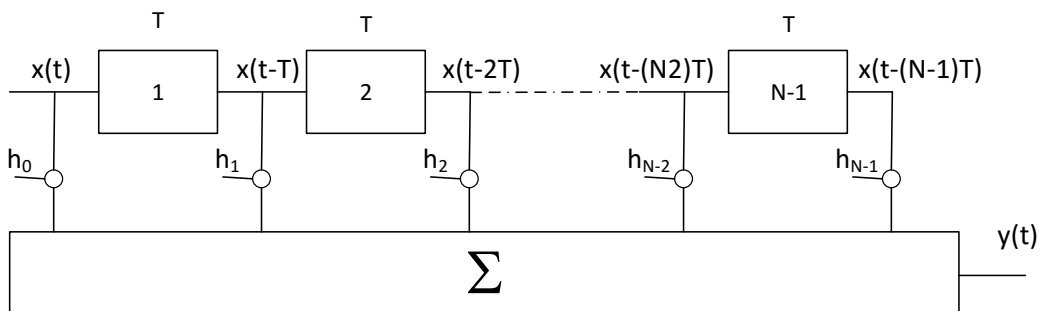 T T T
x(t) x(t-T) x(t-2T) x(t-(N2)T) x(t-(N-1)T)
1 2 N-1
h0 h1 h2 hN-2 hN-1
y(t)
Σ